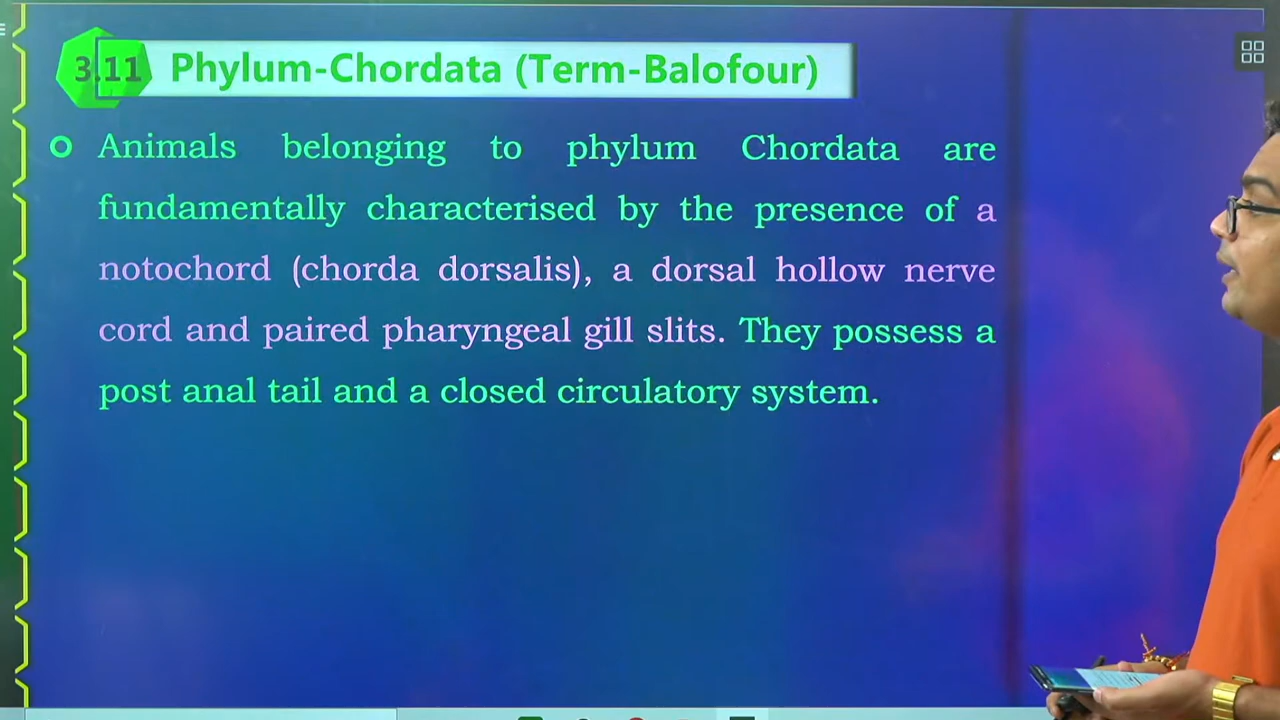 3.11 Phylum-Chordata (Term-Balofour)
Animals belonging to phylum Chordata are
fundamentally characterised by the presence of a
notochord (chorda dorsalis), a dorsal hollow nerve
cord and paired pharyngeal gill slits. They possess a
post anal tail and a closed circulatory system.